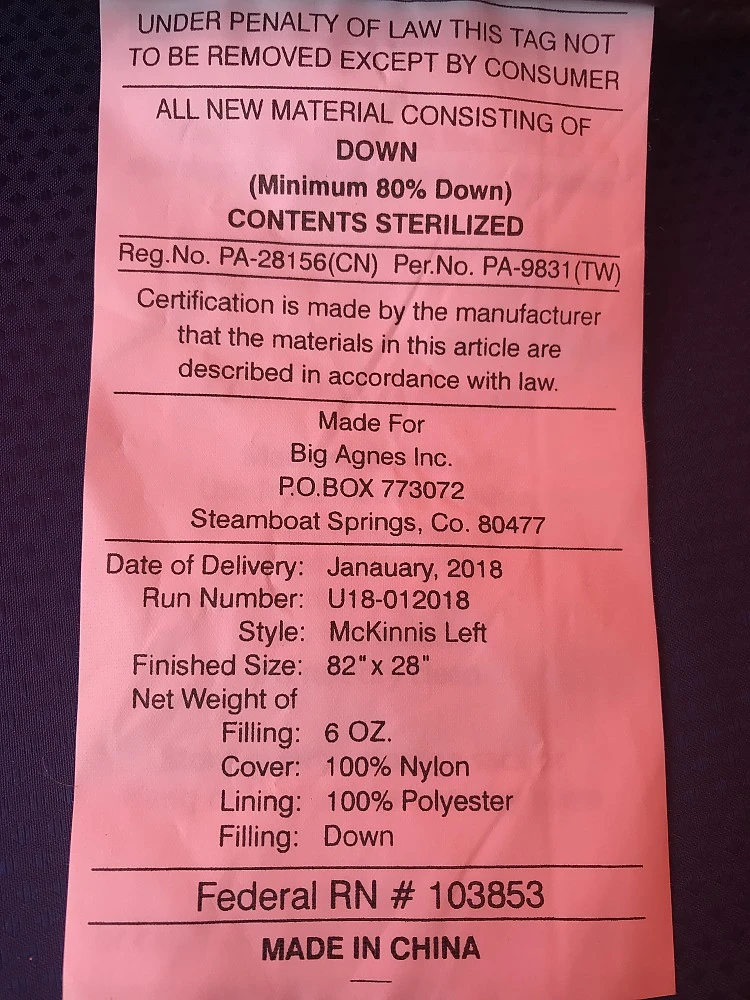 UNDER PENALTY OF LAW THIS TAG NOT
TO BE REMOVED EXCEPT BY CONSUMER
ALL NEW MATERIAL CONSISTING OF
DOWN
(Minimum 80% Down)
CONTENTS STERILIZED
Reg.No. PA-28156(CN) Per.No. PA-9831(TW)
Certification is made by the manufacturer
that the materials in this article are
described in accordance with law.
Made For
Big Agnes Inc.
P.O.BOX 773072
Steamboat Springs, Co. 80477
Date of Delivery: Janauary, 2018
Run Number: U18-012018
Style: McKinnis Left
Finished Size: 82" x 28"
Net Weight of
Filling: 6 OZ.
Cover: 100% Nylon
Lining: 100% Polyester
Filling: Down
Federal RN # 103853
MADE IN CHINA